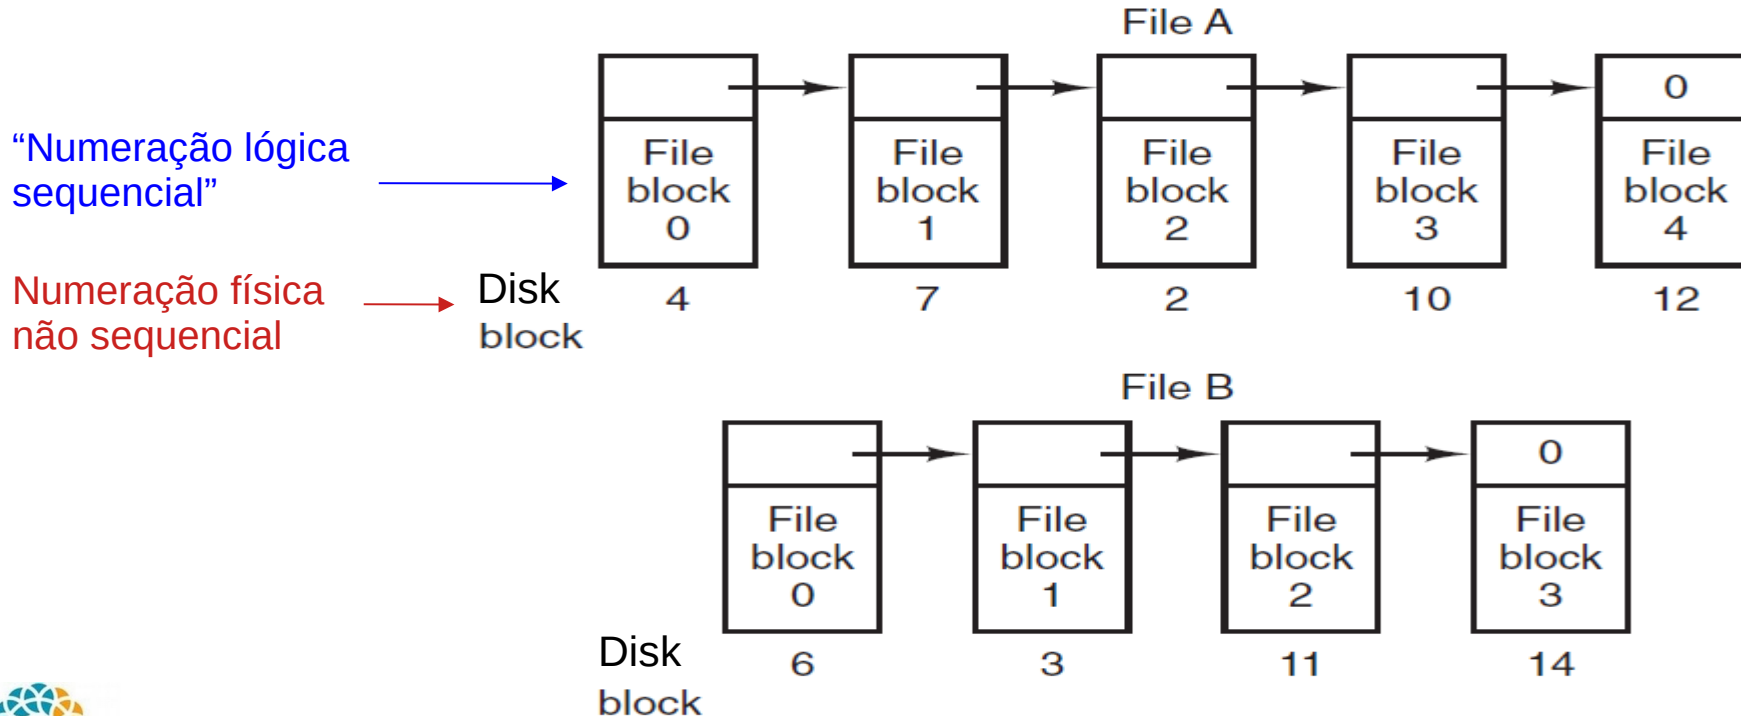 File A
0
“Numeração lógica
sequencial”
File
block
0
File
block
1
File
block
2
File
block
3
File
block
4
Numeração física
não sequencial
Disk
block
4
7
2
10
12
File B
0
File
block
0
File
block
1
File
block
2
File
block
3
Disk
block
6
3
11
14